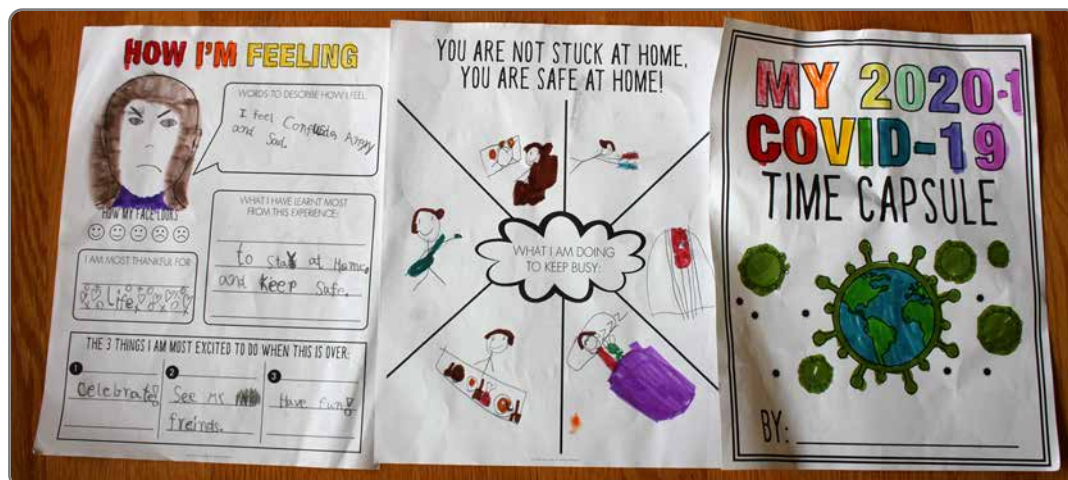 HOW I'M FEELING
WORDS TO DESCRIBE HOW I FEEL:
I feel Angry
and Sad.
HOW MY FACE LOOKS
WHAT I HAVE LEARNT MOST
FROM THIS EXPERIENCE:
to stay at Home,
and keep Safe.
I AM MOST THANKFUL FOR
Life
THE 3 THINGS I AM MOST EXCITED TO DO WHEN THIS IS OVER:
1
Celebrate!
2
See my
freinds.
3
Have fun!
YOU ARE NOT STUCK AT HOME,
YOU ARE SAFE AT HOME!
WHAT I AM DOING
TO KEEP BUSY:
ZZZ
MY 2020-1
COVID-19
TIME CAPSULE
BY: